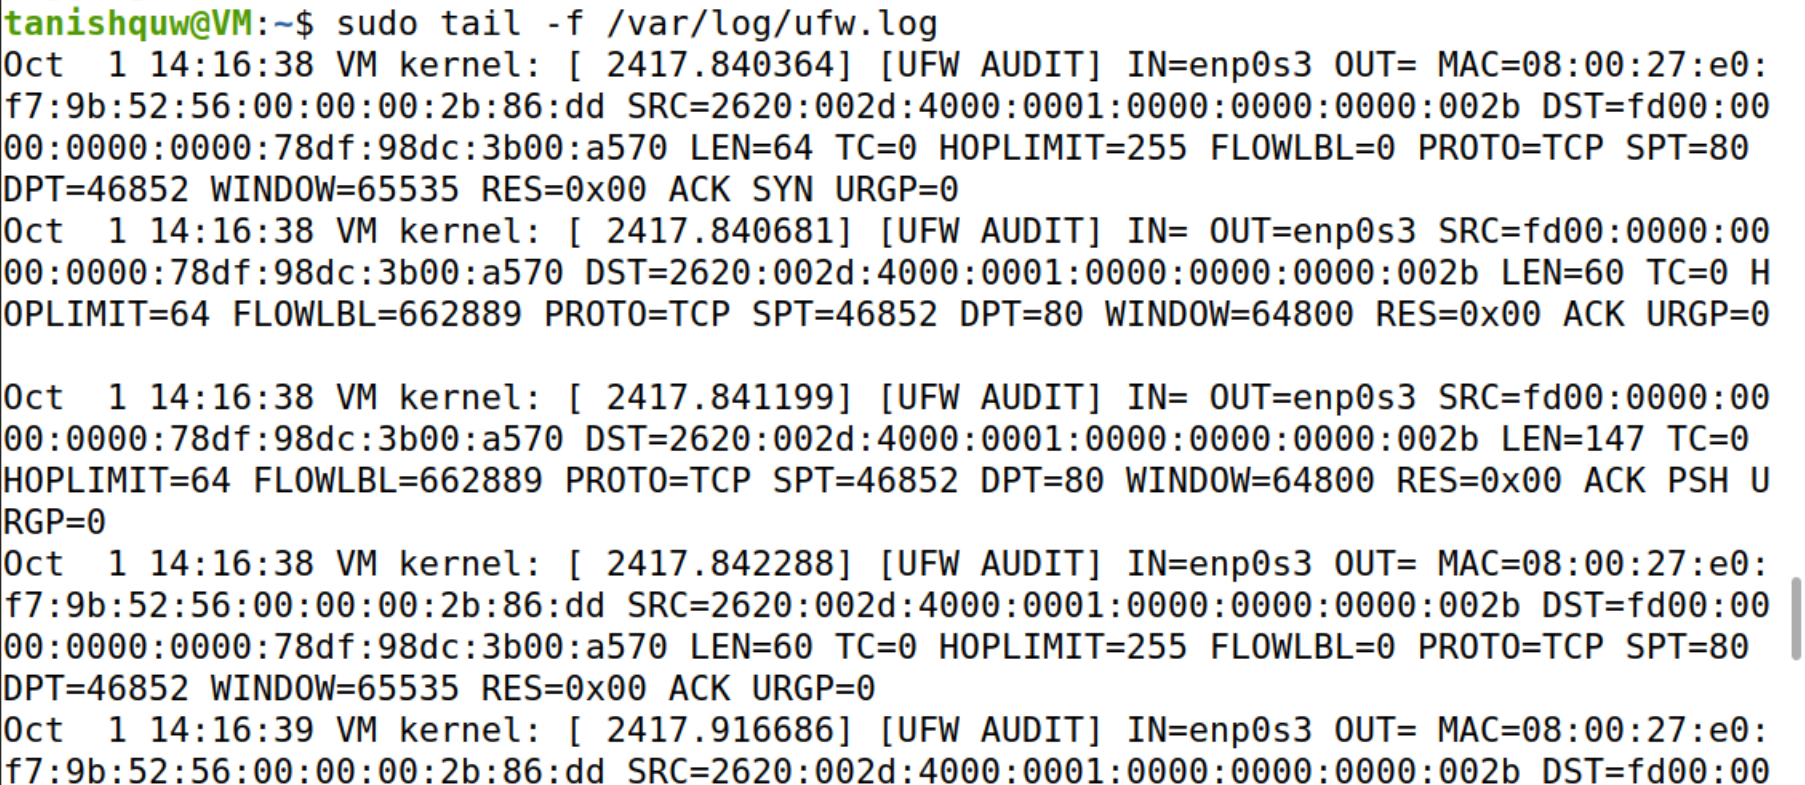 tanishquw@VM:~$ sudo tail -f /var/log/ufw.log
Oct  1 14:16:38 VM kernel: [ 2417.840364] [UFW AUDIT] IN=enp0s3 OUT= MAC=08:00:27:e0:
f7:9b:52:56:00:00:00:2b:86:dd SRC=2620:002d:4000:0001:0000:0000:0000:002b DST=fd00:00
00:0000:0000:78df:98dc:3b00:a570 LEN=64 TC=0 HOPLIMIT=255 FLOWLBL=0 PROTO=TCP SPT=80
DPT=46852 WINDOW=65535 RES=0x00 ACK SYN URGP=0
Oct  1 14:16:38 VM kernel: [ 2417.840681] [UFW AUDIT] IN= OUT=enp0s3 SRC=fd00:0000:00
00:0000:78df:98dc:3b00:a570 DST=2620:002d:4000:0001:0000:0000:0000:002b LEN=60 TC=0 H
OPLIMIT=64 FLOWLBL=662889 PROTO=TCP SPT=46852 DPT=80 WINDOW=64800 RES=0x00 ACK URGP=0
Oct  1 14:16:38 VM kernel: [ 2417.841199] [UFW AUDIT] IN= OUT=enp0s3 SRC=fd00:0000:00
00:0000:78df:98dc:3b00:a570 DST=2620:002d:4000:0001:0000:0000:0000:002b LEN=147 TC=0
HOPLIMIT=64 FLOWLBL=662889 PROTO=TCP SPT=46852 DPT=80 WINDOW=64800 RES=0x00 ACK PSH U
RGP=0
Oct  1 14:16:38 VM kernel: [ 2417.842288] [UFW AUDIT] IN=enp0s3 OUT= MAC=08:00:27:e0:
f7:9b:52:56:00:00:00:2b:86:dd SRC=2620:002d:4000:0001:0000:0000:0000:002b DST=fd00:00
00:0000:0000:78df:98dc:3b00:a570 LEN=60 TC=0 HOPLIMIT=255 FLOWLBL=0 PROTO=TCP SPT=80
DPT=46852 WINDOW=65535 RES=0x00 ACK URGP=0
Oct  1 14:16:39 VM kernel: [ 2417.916686] [UFW AUDIT] IN=enp0s3 OUT= MAC=08:00:27:e0:
f7:9b:52:56:00:00:00:2b:86:dd SRC=2620:002d:4000:0001:0000:0000:0000:002b DST=fd00:00